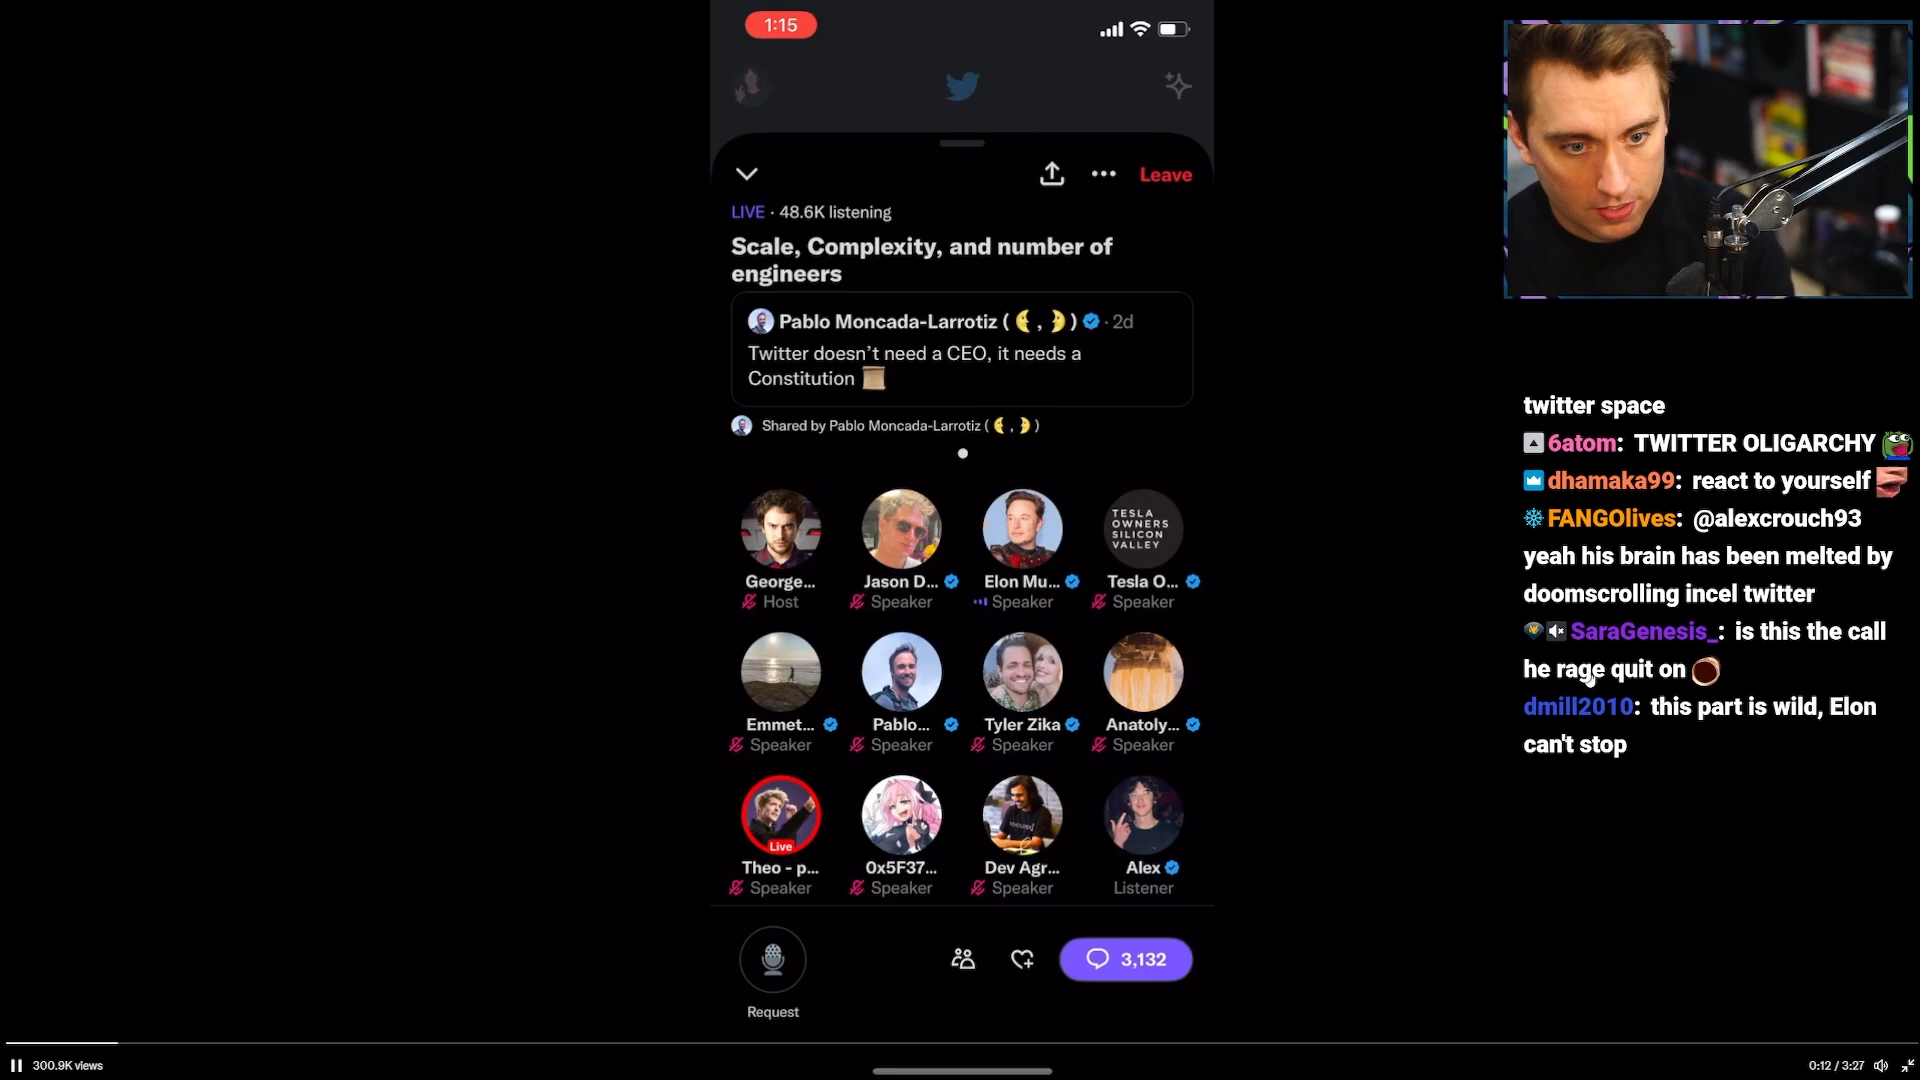 1:15
Leave
LIVE · 48.6K listening
Scale, Complexity, and number of
engineers
Pablo Moncada-Larrotiz (🌜, 🌛) · 2d
Twitter doesn't need a CEO, it needs a
Constitution 📜
Shared by Pablo Moncada-Larrotiz (🌜, 🌛)
TESLA
OWNERS
SILICON
VALLEY
George... Jason D... Elon Mu... Tesla O...
Host Speaker Speaker Speaker
Emmet... Pablo... Tyler Zika Anatoly...
Speaker Speaker Speaker Speaker
Live
Theo - p... 0x5F37... Dev Agr... Alex
Speaker Speaker Speaker Listener
3,132
Request
300.9K views
0:12 / 3:27
twitter space
6atom: TWITTER OLIGARCHY
dhamaka99: react to yourself
FANGOlives: @alexcrouch93
yeah his brain has been melted by
doomscrolling incel twitter
SaraGenesis_: is this the call
he rage quit on
dmill2010: this part is wild, Elon
can't stop